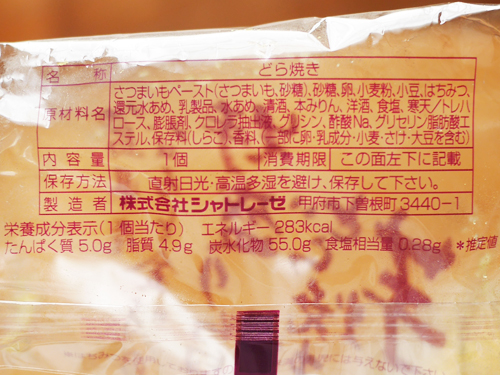 名 称 どら焼き
原材料名 さつまいもペースト(さつまいも、砂糖)、砂糖、卵、小麦粉、小豆、はちみつ、
還元水あめ、乳製品、水あめ、清酒、本みりん、洋酒、食塩、寒天/トレハ
ロース、膨脹剤、クロレラ抽出液、グリシン、酢酸Na、グリセリン脂肪酸エ
ステル、保存料(しらこ)、香料、(一部に卵・乳成分・小麦・さけ・大豆を含む)
内容量 1個 消費期限 この面左下に記載
保存方法 直射日光・高温多湿を避け、保存して下さい。
製造者 株式会社シャトレーゼ 甲府市下曽根町3440-1
栄養成分表示(1個当たり) エネルギー 283kcal
たんぱく質 5.0g 脂質 4.9g 炭水化物 55.0g 食塩相当量 0.28g *推定値